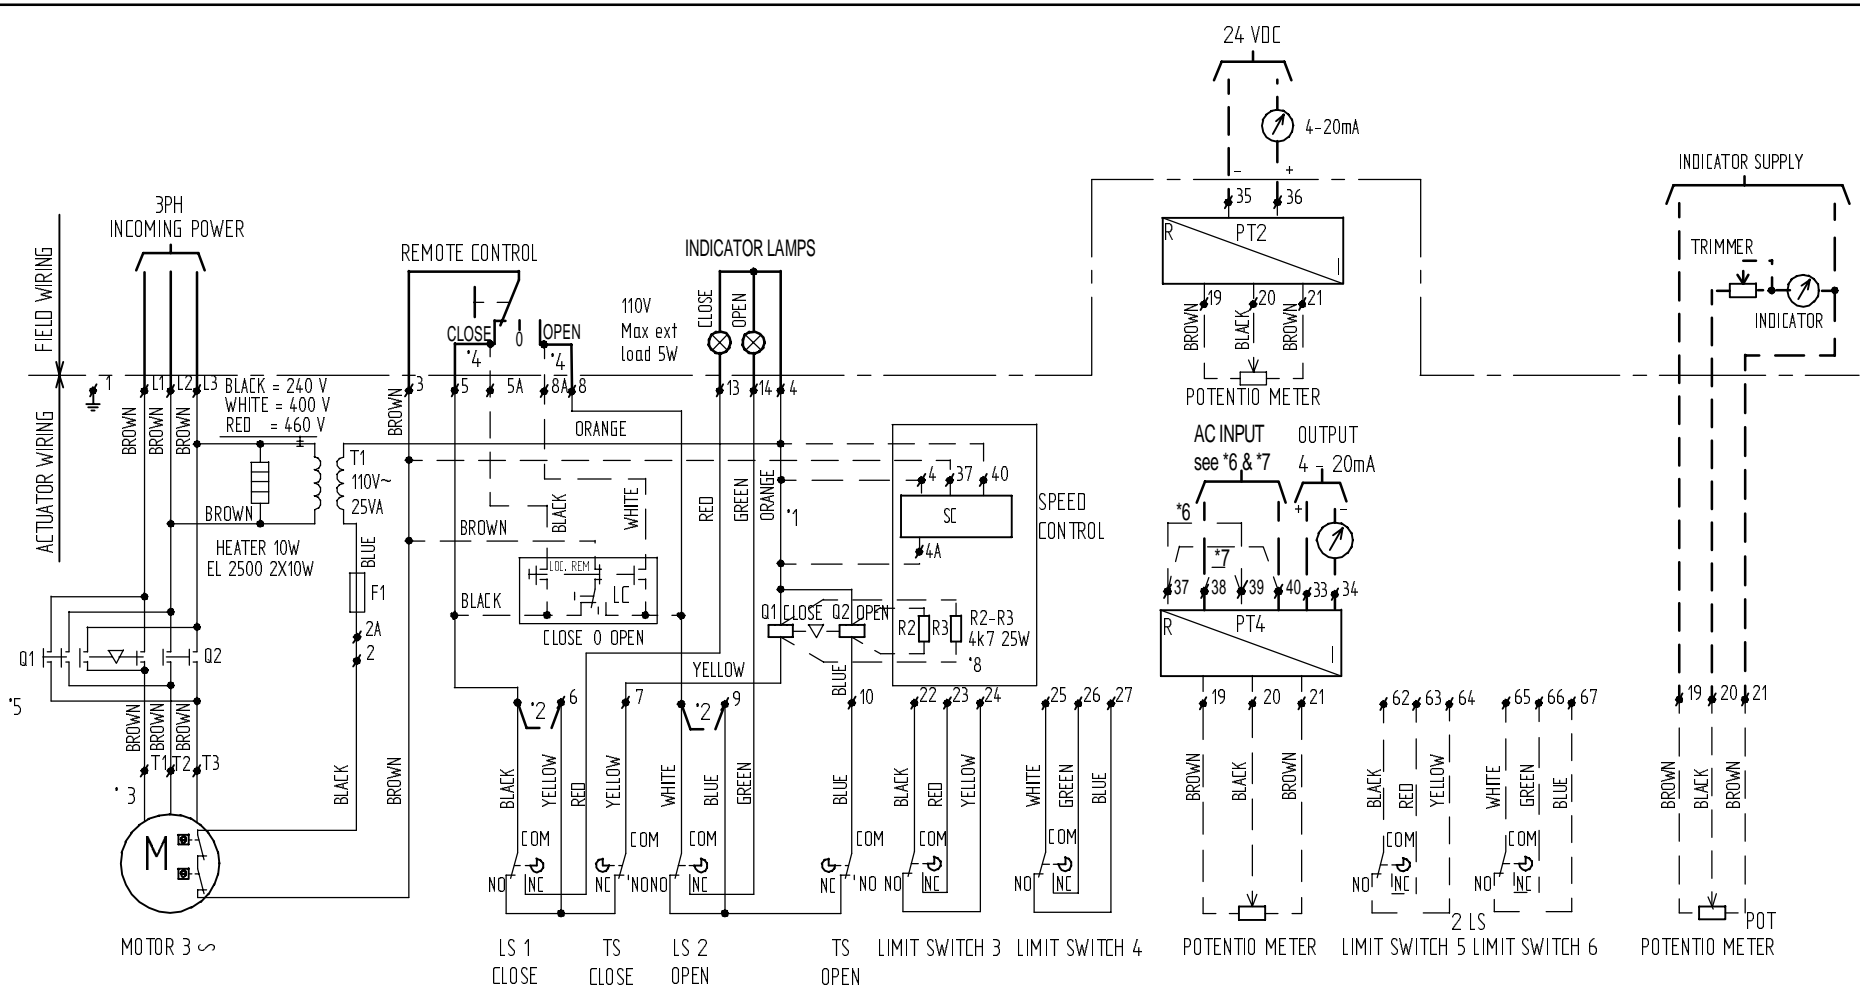 24 VDC
4-20mA
- +
35 36
R PT2 I
19 20 21
BROWN BLACK BROWN
POTENTIO METER
INDICATOR SUPPLY
TRIMMER
INDICATOR
3PH
INCOMING POWER
FIELD WIRING
ACTUATOR WIRING
REMOTE CONTROL
CLOSE 0 OPEN
*4 *4
INDICATOR LAMPS
110V
Max ext
load 5W
CLOSE OPEN
1 L1 L2 L3
BLACK = 240 V
WHITE = 400 V
RED = 460 V
3 5 5A 8A 8 13 14 4
BROWN BROWN BROWN
BROWN
ORANGE
T1
110V~
25VA
BROWN
HEATER 10W
EL 2500 2X10W
BLUE
F1
2A
2
BROWN
BLACK
WHITE
LOC. REM
LC
BLACK
CLOSE 0 OPEN
RED GREEN ORANGE
*1
4 37 40
SC
4A
SPEED
CONTROL
Q1 CLOSE Q2 OPEN
R2 R3
R2-R3
4k7 25W
*8
AC INPUT
see *6 & *7
OUTPUT
4 - 20mA
+ -
*6
*7
37 38 39 40 33 34
R PT4 I
Q1 Q2
*5
BROWN BROWN BROWN
T1 T2 T3
*3
M
MOTOR 3 ~
BLACK
BROWN
YELLOW
BLUE
*2 6 7 *2 9 10
22 23 24 25 26 27
19 20 21
62 63 64 65 66 67
19 20 21
BLACK YELLOW RED YELLOW WHITE BLUE GREEN BLUE BLACK RED YELLOW WHITE GREEN BLUE
BROWN BLACK BROWN
BLACK RED YELLOW WHITE GREEN BLUE
BROWN BLACK BROWN
COM COM COM COM COM COM COM COM
NO NC NC 'NO NO NC NC 'NO NO NC NO NC
NO NC NO NC
LS 1
CLOSE
TS
CLOSE
LS 2
OPEN
TS
OPEN
LIMIT SWITCH 3
LIMIT SWITCH 4
POTENTIO METER
2 LS
LIMIT SWITCH 5 LIMIT SWITCH 6
POT
POTENTIO METER